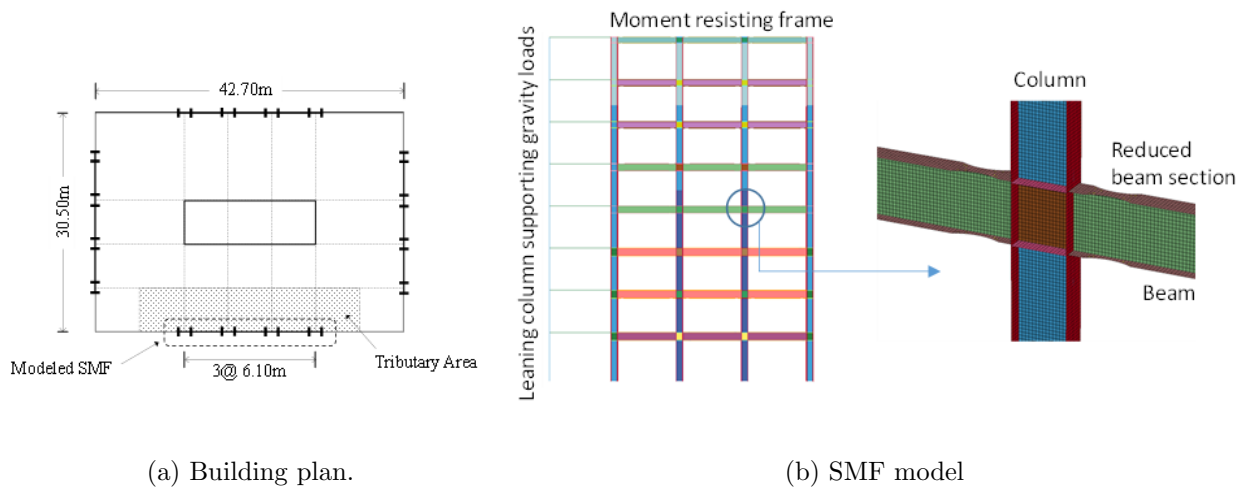 42.70m
30.50m
Modeled SMF
3@ 6.10m
Tributary Area
(a) Building plan.
Moment resisting frame
Leaning column supporting gravity loads
Column
Reduced
beam section
Beam
(b) SMF model